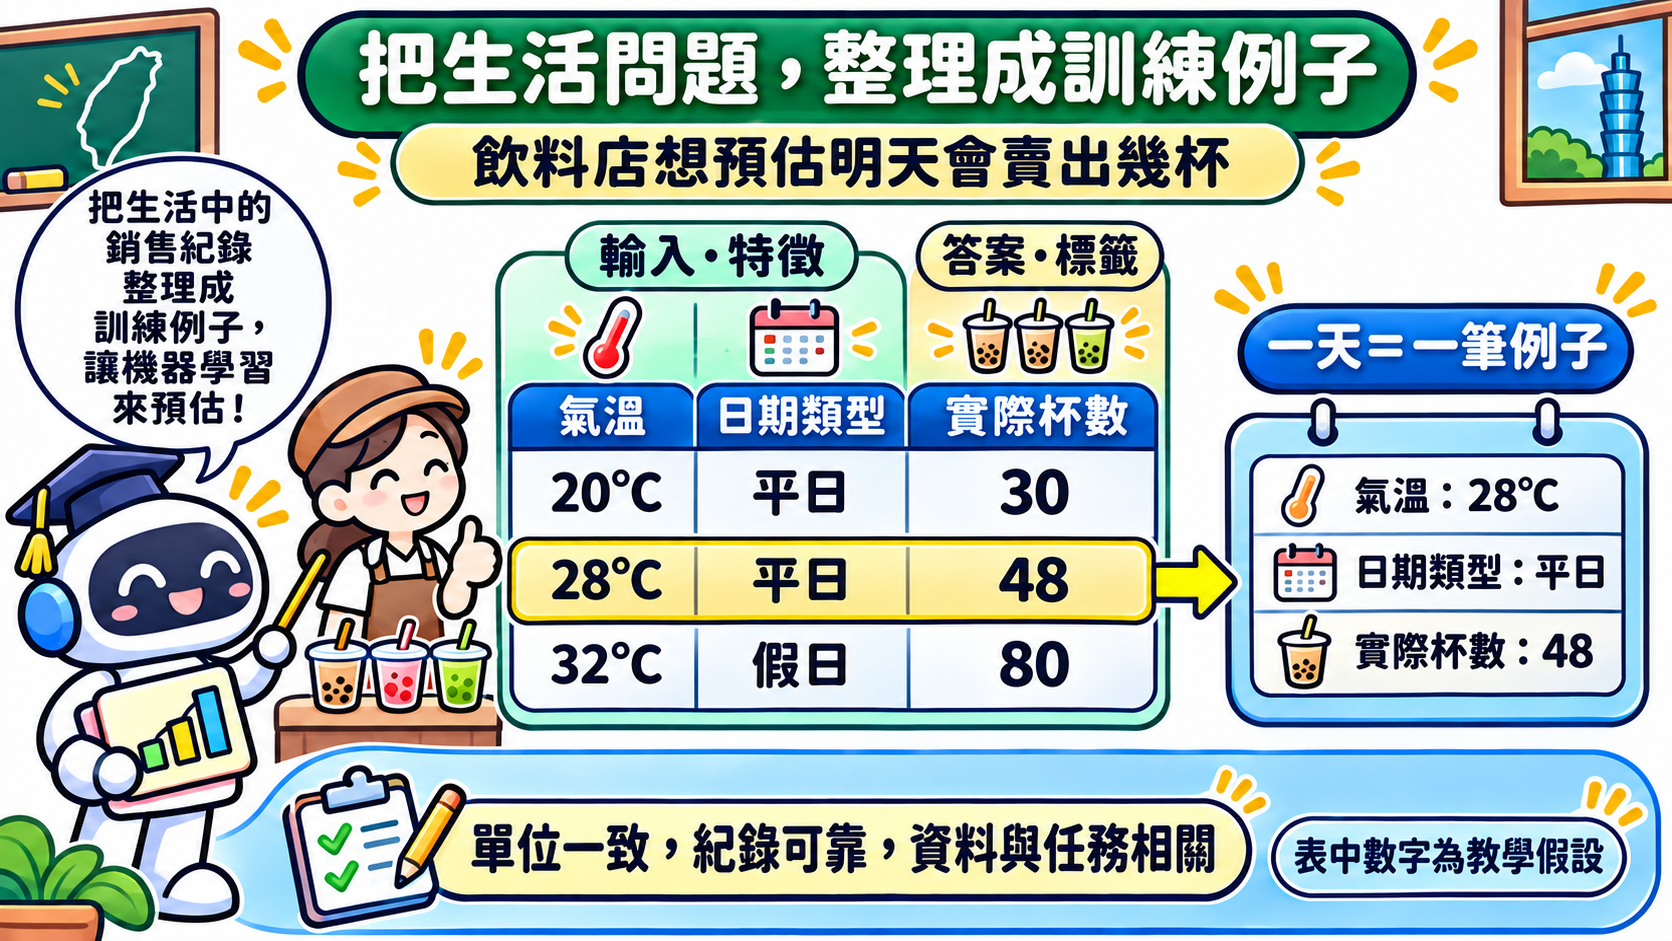 把生活問題，整理成訓練例子
飲料店想預估明天會賣出幾杯
把生活中的
銷售紀錄
整理成
訓練例子，
讓機器學習
來預估！
輸入・特徵
答案・標籤
氣溫 日期類型 實際杯數
20°C 平日 30
28°C 平日 48
32°C 假日 80
一天＝一筆例子
氣溫：28°C
日期類型：平日
實際杯數：48
單位一致，紀錄可靠，資料與任務相關
表中數字為教學假設